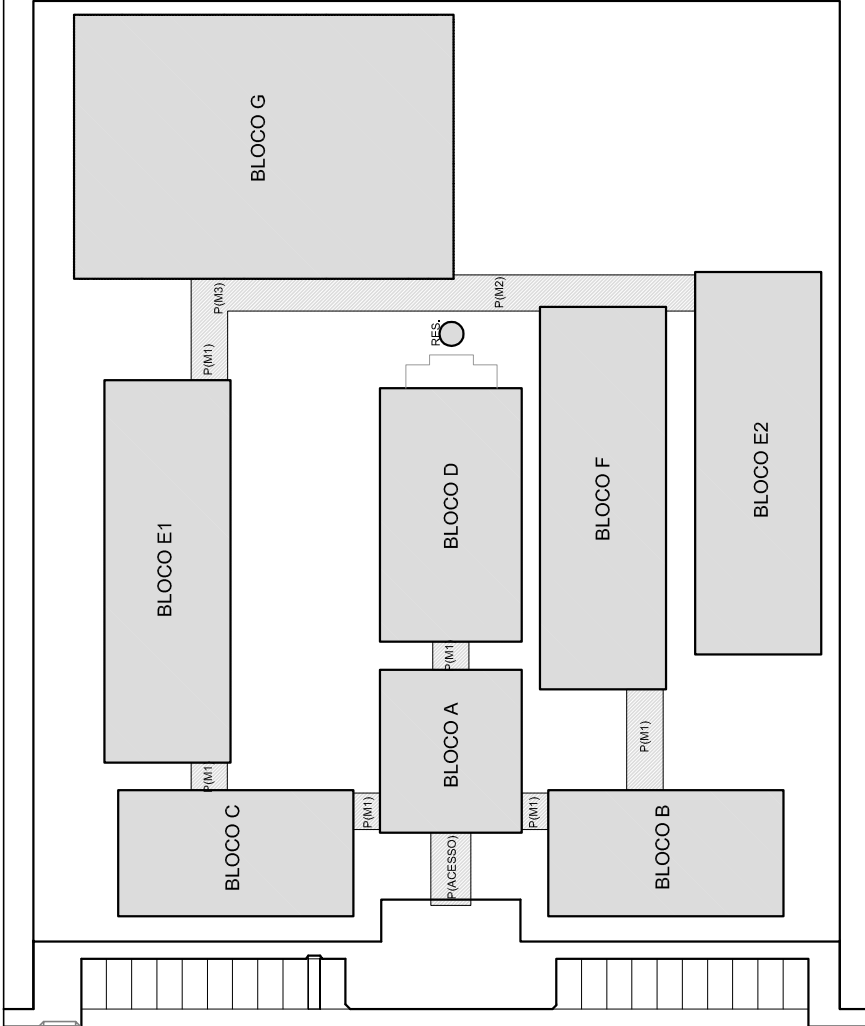 BLOCO G
P(M3)
P(M2)
RES.
P(M1)
BLOCO E1
BLOCO D
BLOCO F
BLOCO E2
P(M1)
BLOCO A
P(M1)
P(M1)
BLOCO C
P(M1)
P(M1)
BLOCO B
P(ACESSO)